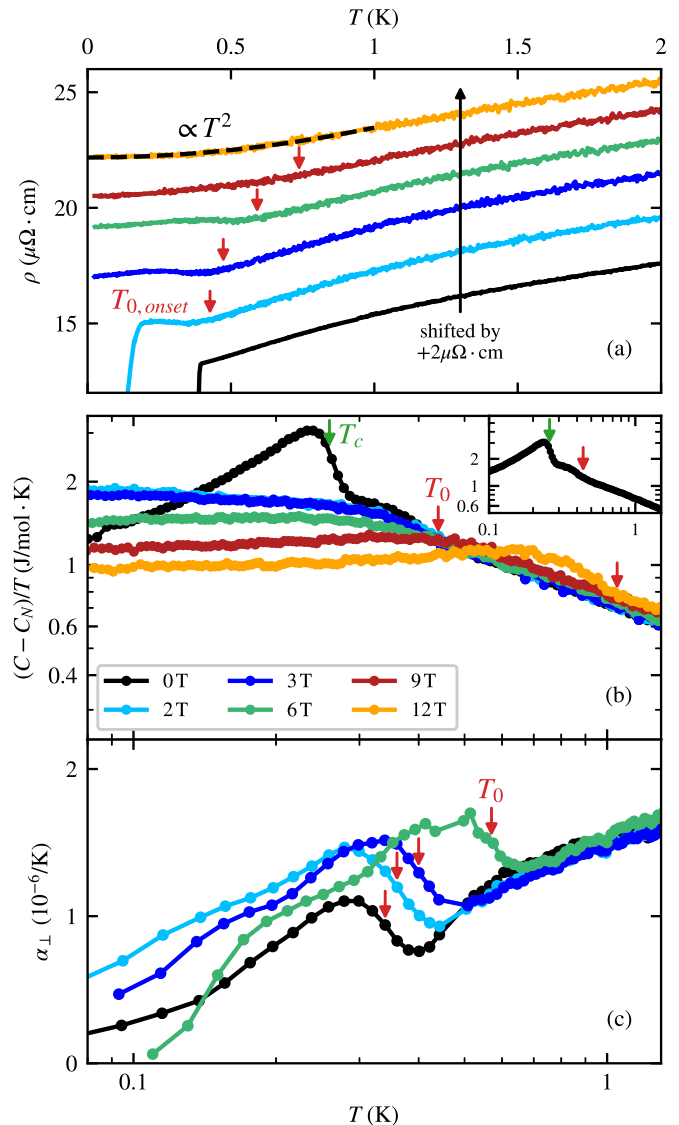 T (K)
0 0.5 1 1.5 2
25
20
15
ρ (μΩ · cm)
∝T²
T₀,onset
shifted by
+2μΩ · cm
(a)
2
1
0.6
0.4
(C − C_N)/T (J/mol · K)
T_c
T₀
2
1
0.6
0.1 1
0 T 3 T 9 T
2 T 6 T 12 T
(b)
2
1
0
α⊥ (10⁻⁶/K)
T₀
(c)
0.1 1
T (K)